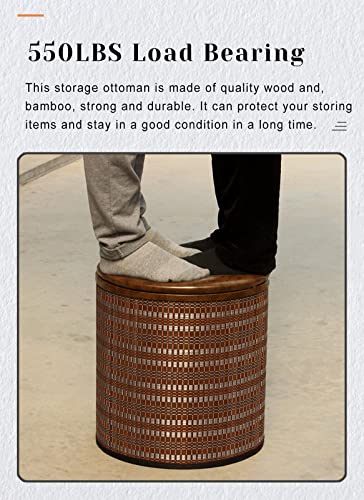 550LBS Load Bearing
This storage ottoman is made of quality wood and,
bamboo, strong and durable. It can protect your storing
items and stay in a good condition in a long time.